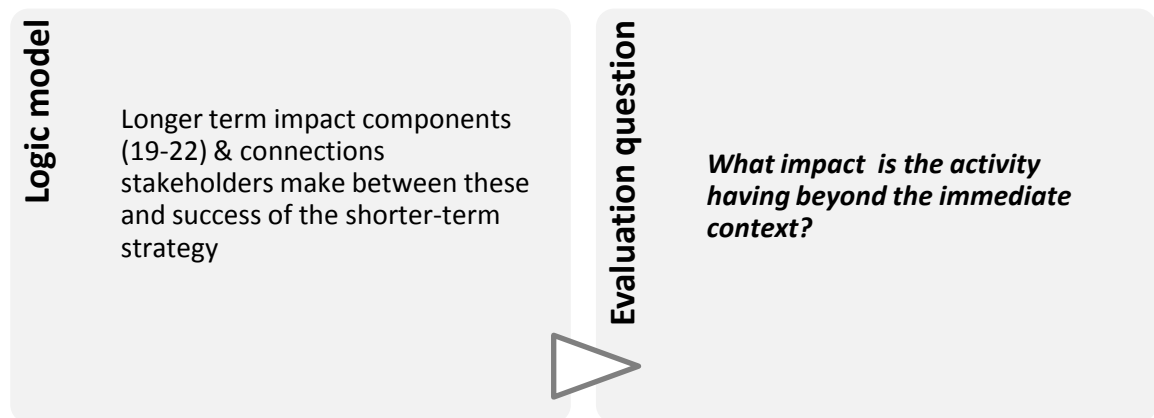 Logic model
Longer term impact components
(19-22) & connections
stakeholders make between these
and success of the shorter-term
strategy
Evaluation question
What impact is the activity
having beyond the immediate
context?